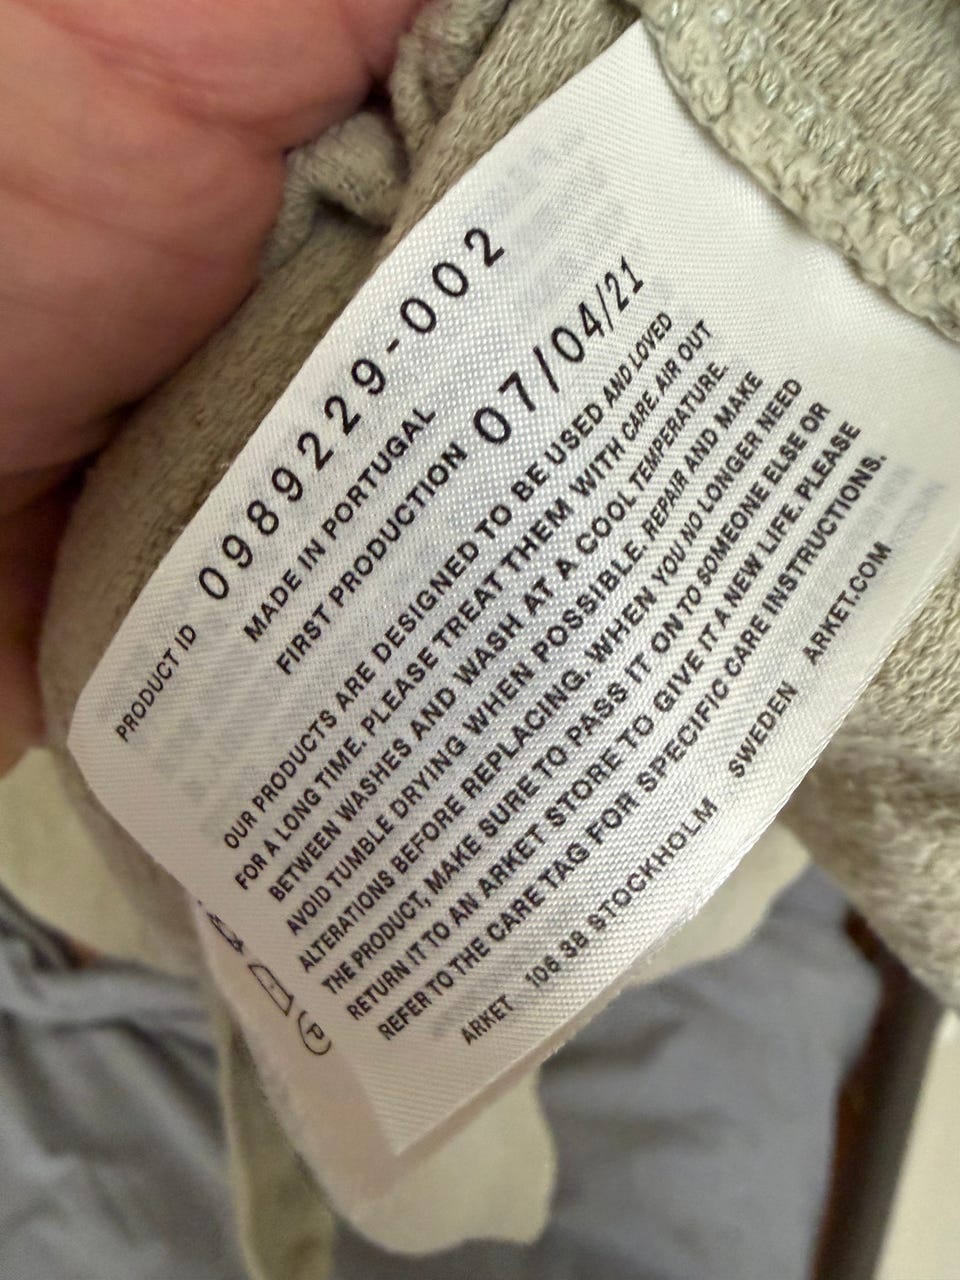 PRODUCT ID
0989229-002
MADE IN PORTUGAL
FIRST PRODUCTION 07/04/21
OUR PRODUCTS ARE DESIGNED TO BE USED AND LOVED
FOR A LONG TIME. PLEASE TREAT THEM WITH CARE. AIR OUT
BETWEEN WASHES AND WASH AT A COOL TEMPERATURE.
AVOID TUMBLE DRYING WHEN POSSIBLE. REPAIR AND MAKE
ALTERATIONS BEFORE REPLACING. WHEN YOU NO LONGER NEED
THE PRODUCT, MAKE SURE TO PASS IT ON TO SOMEONE ELSE OR
RETURN IT TO AN ARKET STORE TO GIVE IT A NEW LIFE. PLEASE
REFER TO THE CARE TAG FOR SPECIFIC CARE INSTRUCTIONS.
ARKET 106 38 STOCKHOLM SWEDEN ARKET.COM
P